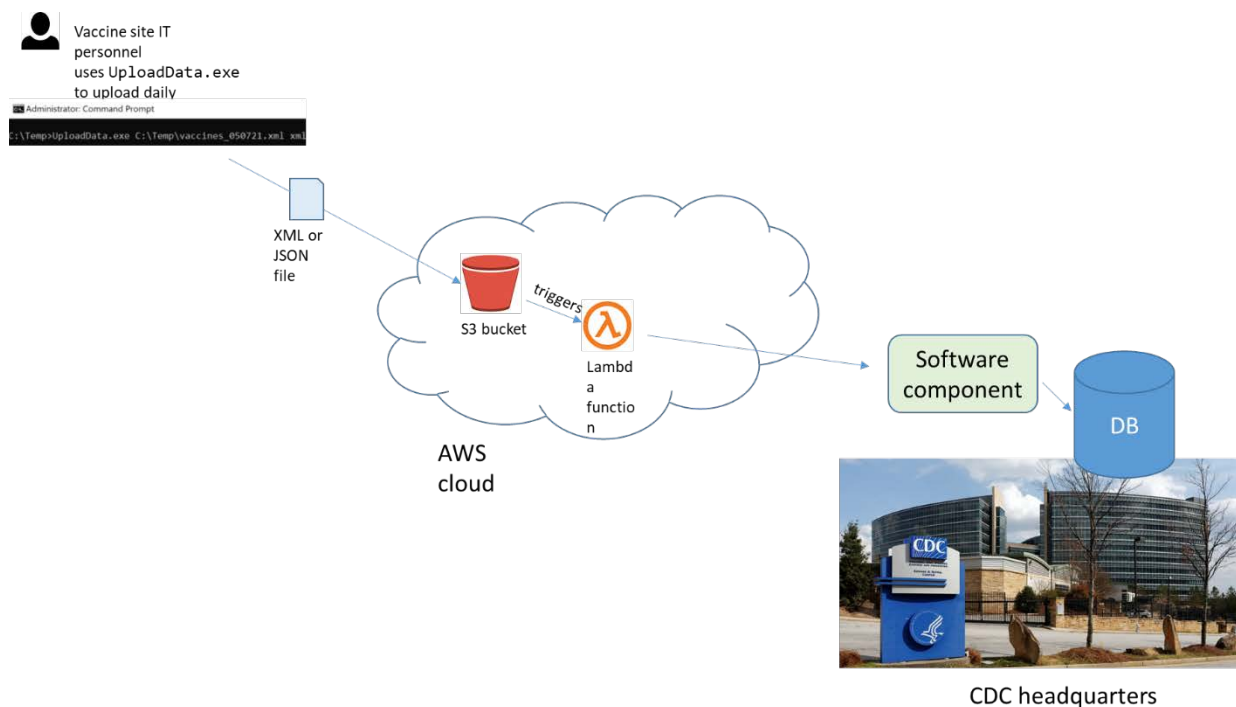 Vaccine site IT
personnel
uses UploadData.exe
to upload daily
Administrator: Command Prompt
C:\Temp>UploadData.exe C:\Temp\vaccines_050721.xml xml
XML or
JSON
file
S3 bucket
triggers
Lambd
a
functio
n
AWS
cloud
Software
component
DB
CDC
CDC headquarters